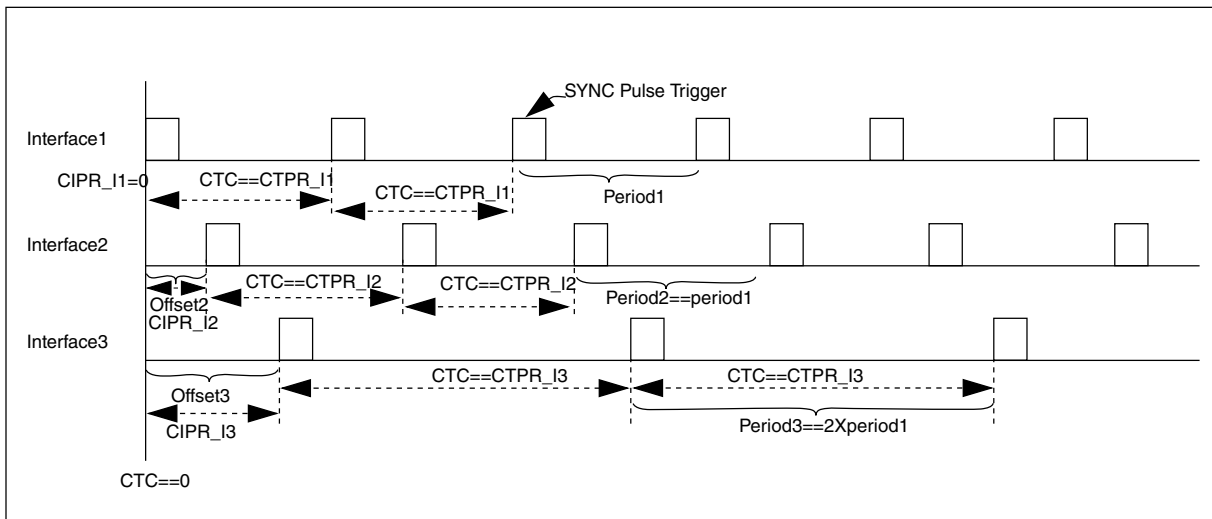 SYNC Pulse Trigger
Interface1
CIPR_I1=0
CTC==CTPR_I1
CTC==CTPR_I1
Period1
Interface2
CTC==CTPR_I2
CTC==CTPR_I2
Period2==period1
Offset2
CIPR_I2
Interface3
CTC==CTPR_I3
CTC==CTPR_I3
Offset3
CIPR_I3
Period3==2Xperiod1
CTC==0